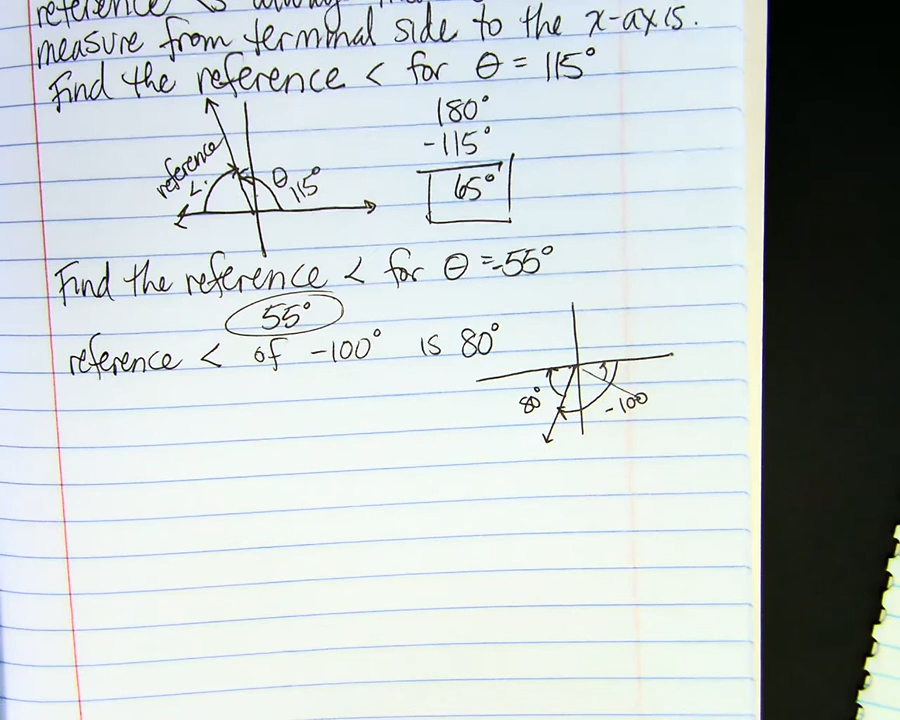 reference <s
measure from terminal side to the x-axis.
Find the reference < for θ = 115°
180°
-115°
65°
reference
<.
θ
115°
Find the reference < for θ =-55°
55°
reference < of -100° is 80°
80°
-100